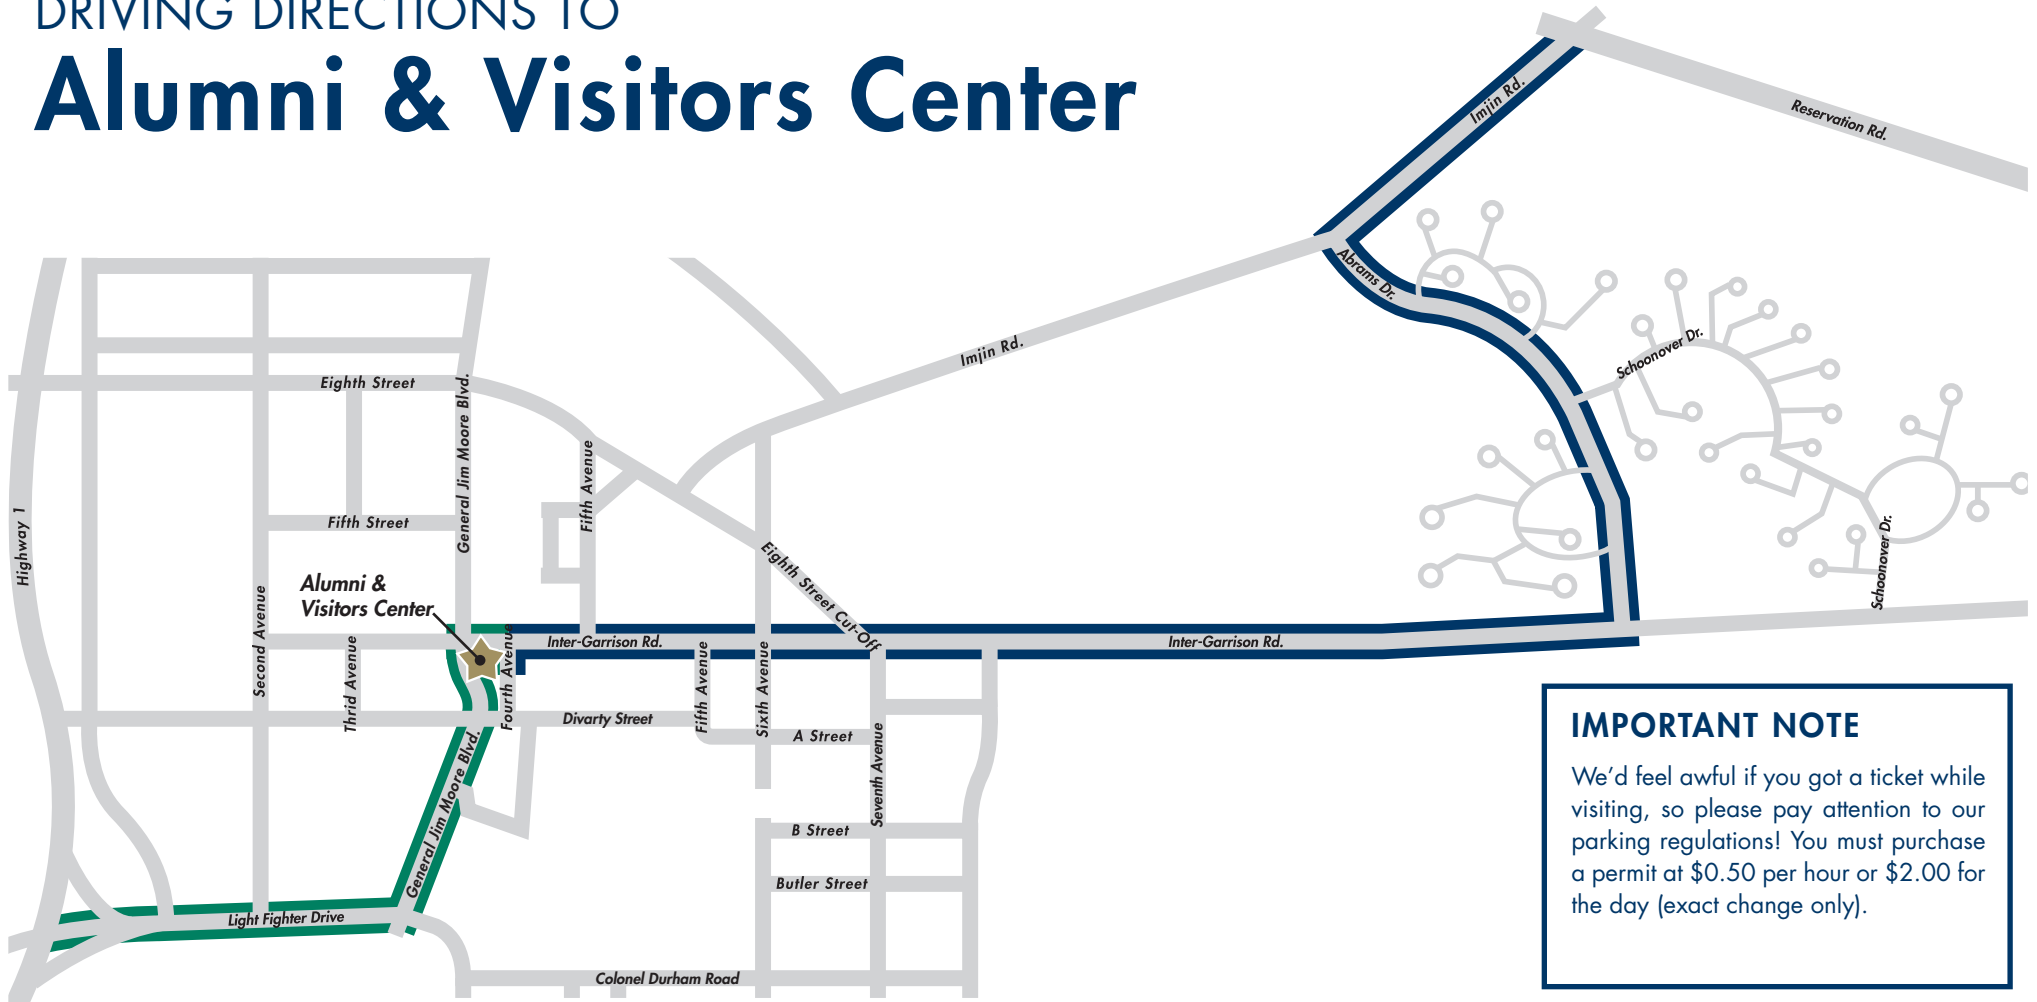 DRIVING DIRECTIONS TO
Alumni & Visitors Center
Imjin Rd.
Reservation Rd.
Abrams Dr.
Imjin Rd.
Schoonover Dr.
Eighth Street
General Jim Moore Blvd.
Fifth Avenue
Highway 1
Fifth Street
Eighth Street Cut-Off
Schoonover Dr.
Alumni &
Visitors Center
Second Avenue
Thrid Avenue
Fourth Avenue
Inter-Garrison Rd.
Inter-Garrison Rd.
Fifth Avenue
Sixth Avenue
Divarty Street
A Street
Seventh Avenue
General Jim Moore Blvd.
B Street
Butler Street
Light Fighter Drive
Colonel Durham Road
IMPORTANT NOTE
We’d feel awful if you got a ticket while
visiting, so please pay attention to our
parking regulations! You must purchase
a permit at $0.50 per hour or $2.00 for
the day (exact change only).